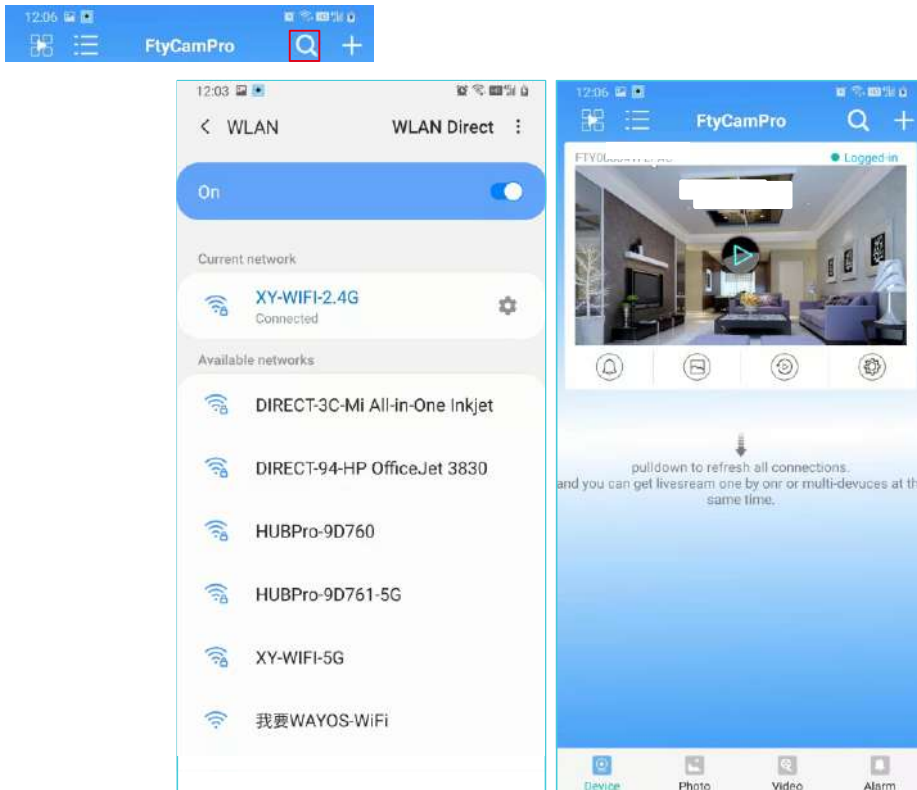 12:06
FtyCamPro
12:03
WLAN
WLAN Direct
On
Current network
XY-WIFI-2.4G
Connected
Available networks
DIRECT-3C-Mi All-in-One Inkjet
DIRECT-94-HP OfficeJet 3830
HUBPro-9D760
HUBPro-9D761-5G
XY-WIFI-5G
我要WAYOS-WiFi
12:06
FtyCamPro
Logged-in
pulldown to refresh all connections.
and you can get livesream one by onr or multi-devuces at th
same time.
Device Photo Video Alarm